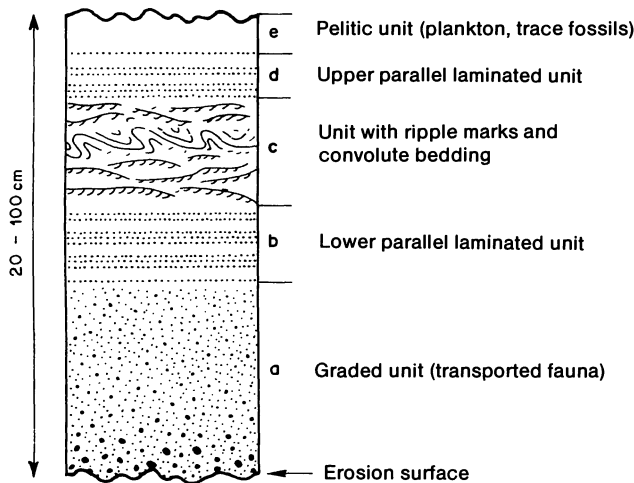 e Pelitic unit (plankton, trace fossils)
d Upper parallel laminated unit
c Unit with ripple marks and
convolute bedding
b Lower parallel laminated unit
a Graded unit (transported fauna)
Erosion surface
20 – 100 cm